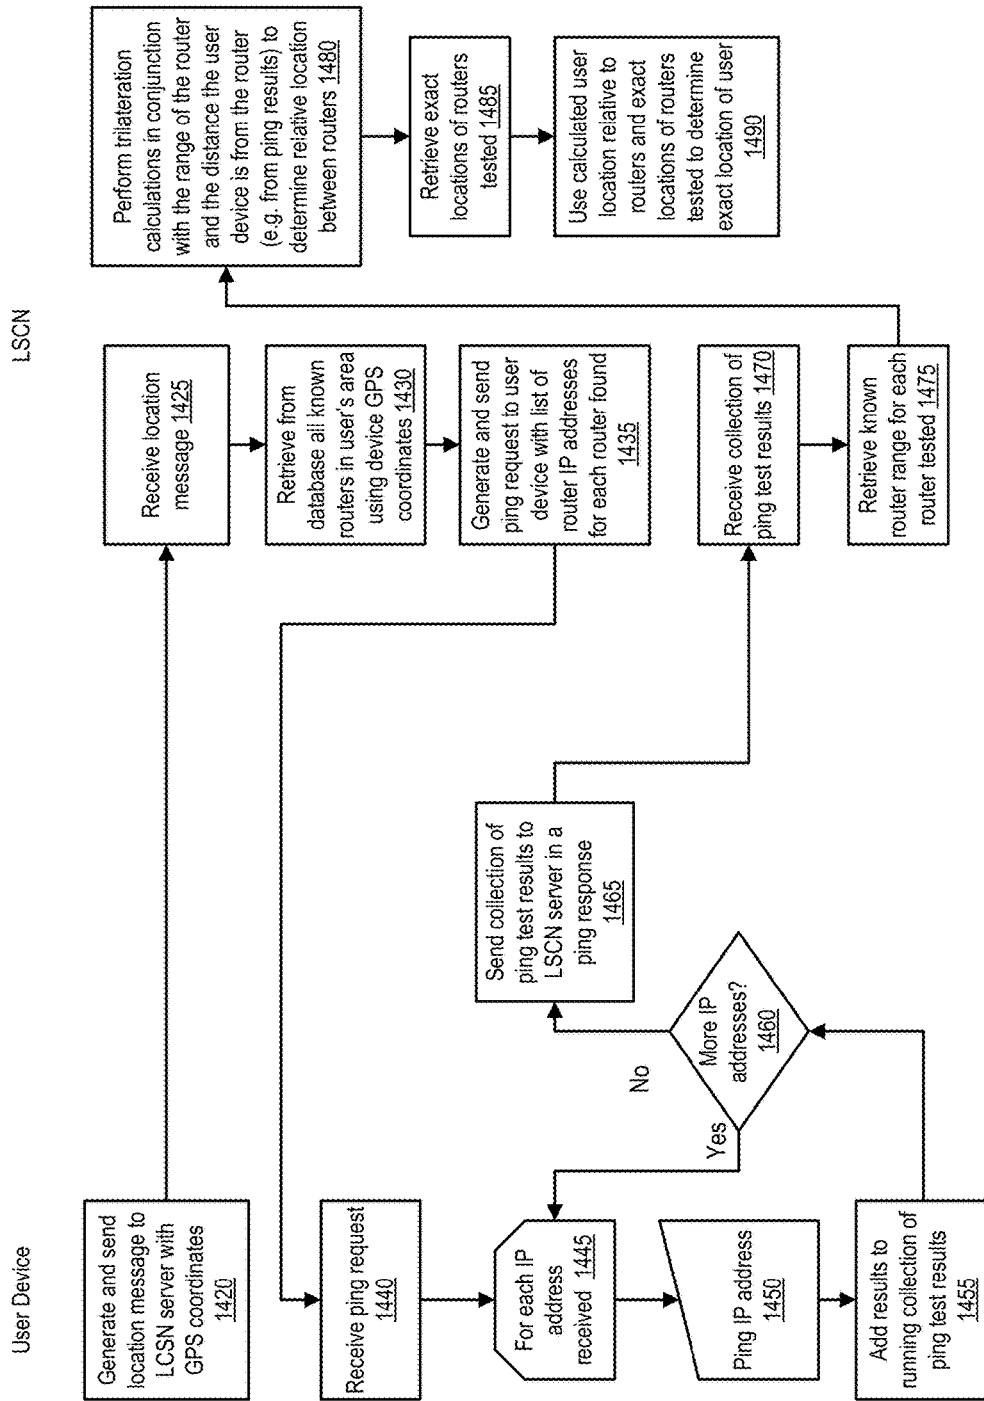 User Device
LSCN
Generate and send
location message to
LCSN server with
GPS coordinates
1420
Receive location
message 1425
Retrieve from
database all known
routers in user's area
using device GPS
coordinates 1430
Generate and send
ping request to user
device with list of
router IP addresses
for each router found
1435
Receive ping request
1440
For each IP
address
received 1445
Ping IP address
1450
Add results to
running collection of
ping test results
1455
More IP
addresses?
1460
Yes
No
Send collection of
ping test results to
LSCN server in a
ping response
1465
Receive collection of
ping test results 1470
Retrieve known
router range for each
router tested 1475
Perform trilateration
calculations in conjunction
with the range of the router
and the distance the user
device is from the router
(e.g. from ping results) to
determine relative location
between routers 1480
Retrieve exact
locations of routers
tested 1485
Use calculated user
location relative to
routers and exact
locations of routers
tested to determine
exact location of user
1490